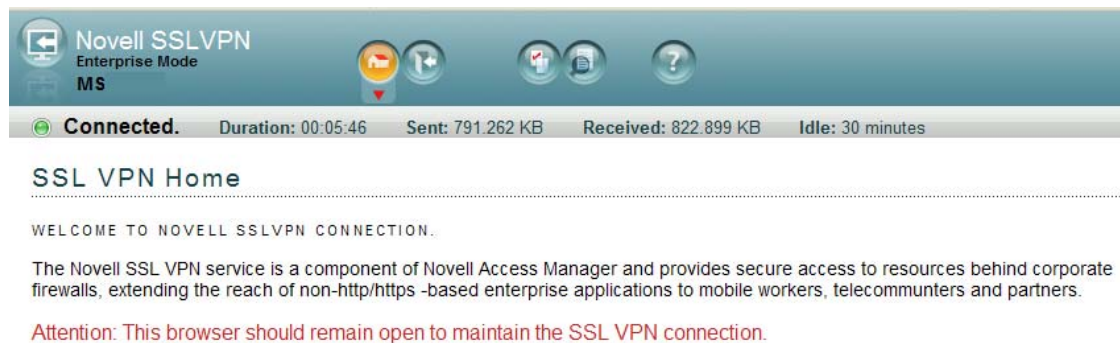 Novell SSLVPN
Enterprise Mode
MS
?
Connected. Duration: 00:05:46 Sent: 791.262 KB Received: 822.899 KB Idle: 30 minutes
SSL VPN Home
WELCOME TO NOVELL SSLVPN CONNECTION.
The Novell SSL VPN service is a component of Novell Access Manager and provides secure access to resources behind corporate
firewalls, extending the reach of non-http/https -based enterprise applications to mobile workers, telecommunters and partners.
Attention: This browser should remain open to maintain the SSL VPN connection.